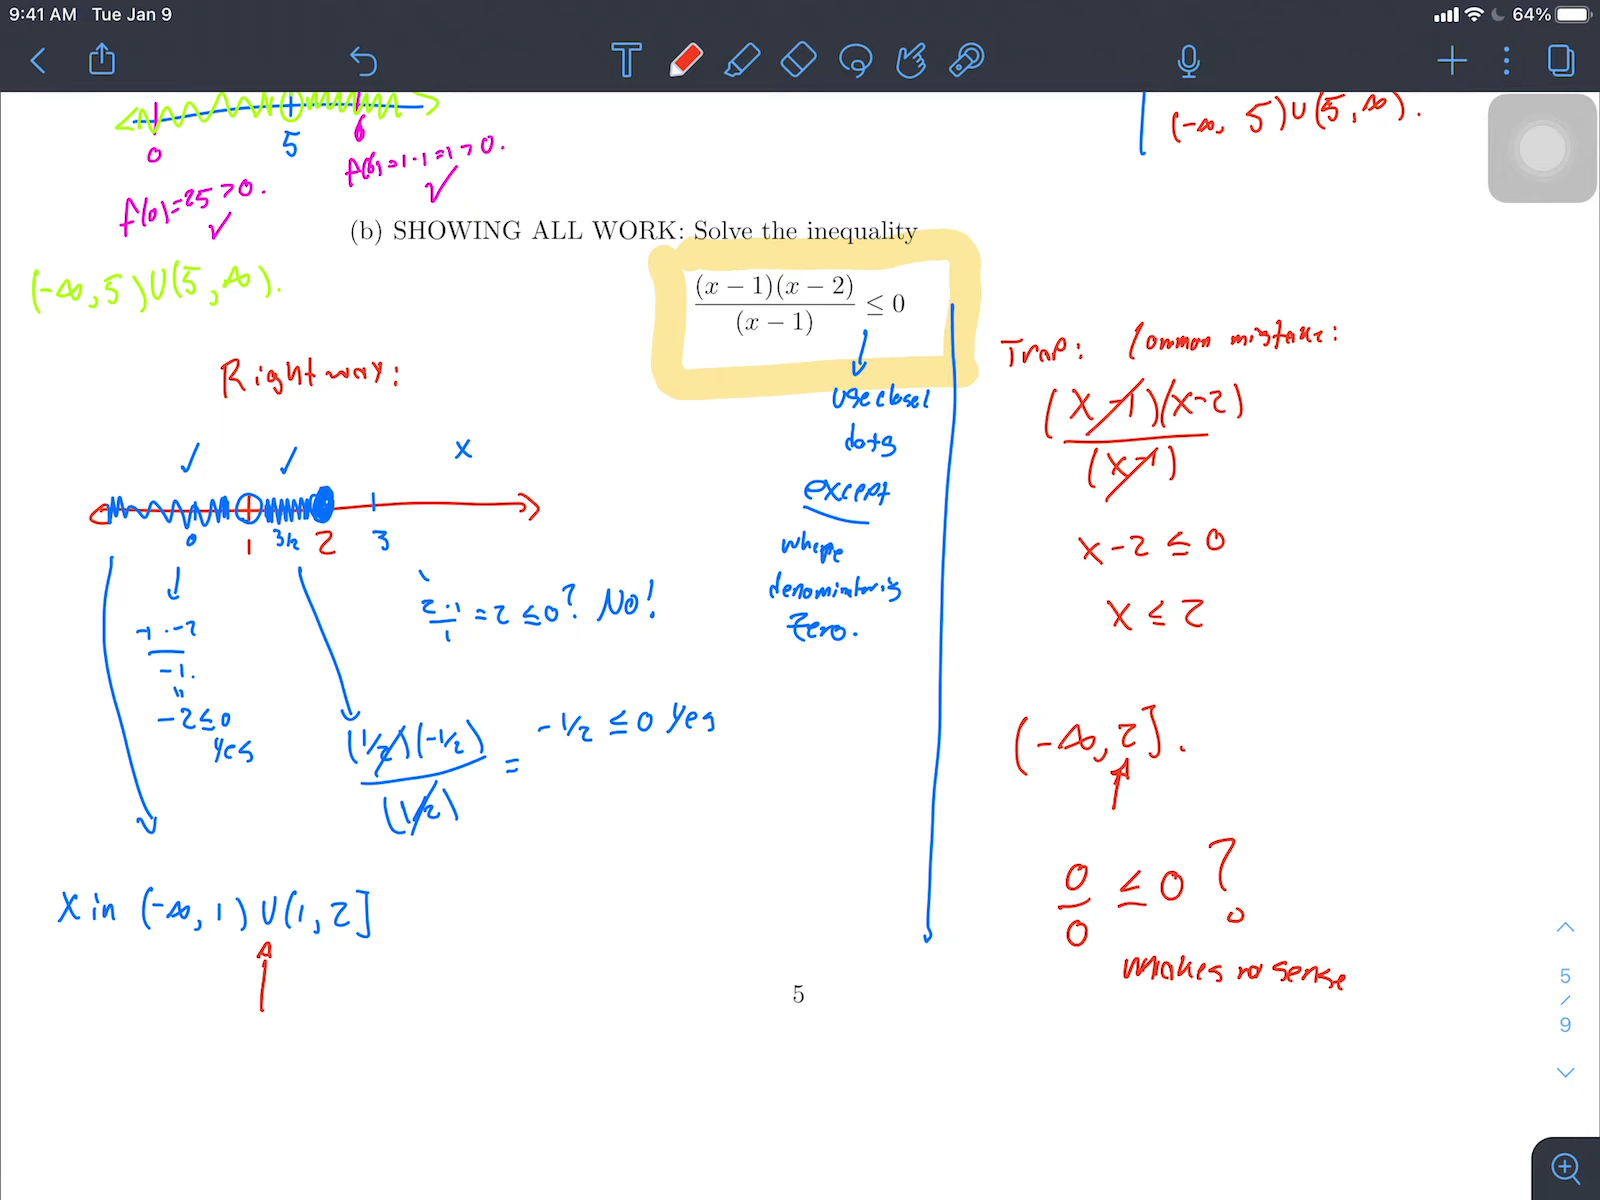 9:41 AM Tue Jan 9
64%
0
5
6
f(0)=25>0.
f(6)=1·1=1>0.
(-∞, 5)∪(5,∞).
(-∞,5)∪(5,∞).
(b) SHOWING ALL WORK: Solve the inequality
(x − 1)(x − 2)
(x − 1)
≤ 0
use closed
dots
except
where
denominator is
zero.
Right way:
✓ ✓ x
0 1 3/2 2 3
-1·-2
-1.
"
-2≤0
Yes
2·1
1
=2≤0? No!
(1/2)(-1/2)
(1/2)
= -1/2 ≤ 0 Yes
X in (-∞, 1) ∪ (1, 2]
Trap: Common mistake:
(x-1)(x-2)
(x-1)
x-2 ≤ 0
x ≤ 2
(-∞, 2].
0
0
≤ 0 ?
Makes no sense
5
5
/
9